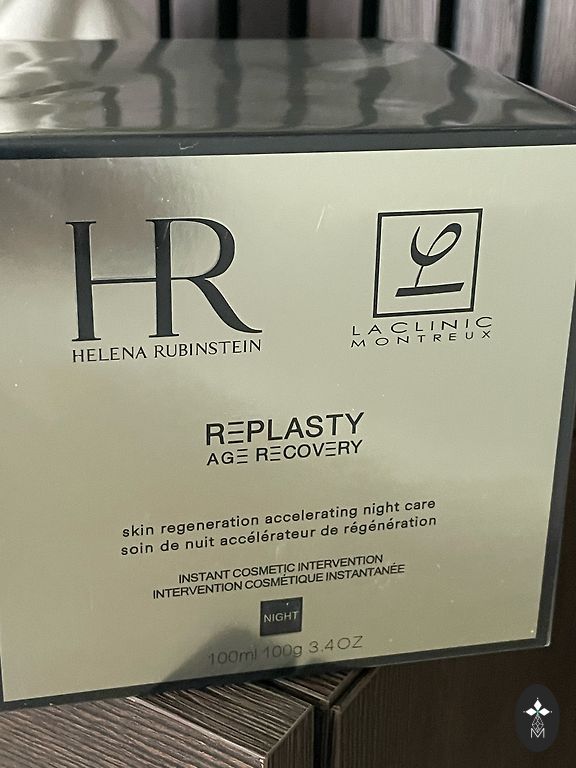 HR
HELENA RUBINSTEIN
LACLINIC
MONTREUX
REPLASTY
AGE RECOVERY
skin regeneration accelerating night care
soin de nuit accélérateur de régénération
INSTANT COSMETIC INTERVENTION
INTERVENTION COSMÉTIQUE INSTANTANÉE
NIGHT
100ml 100g 3.4OZ
M